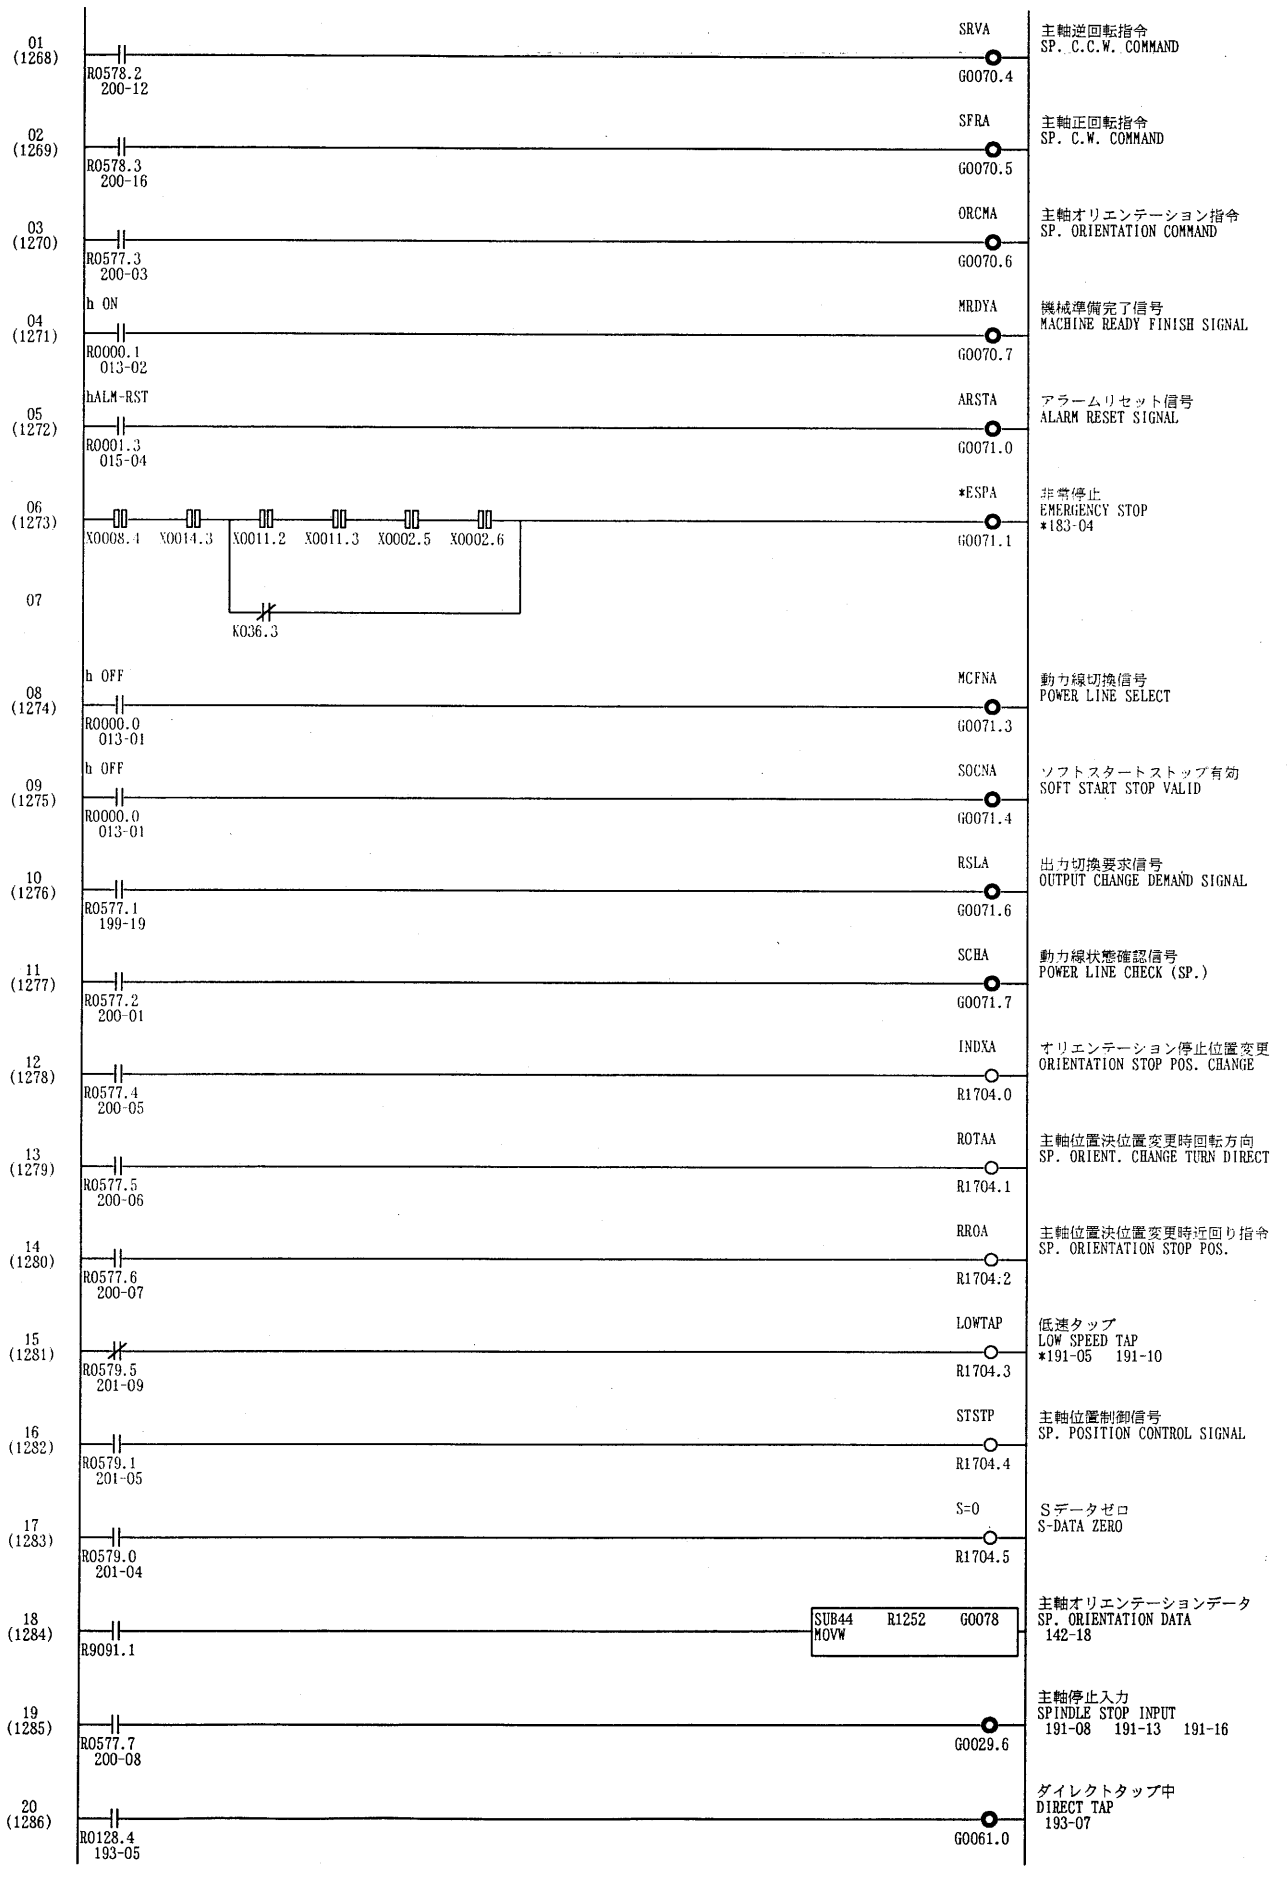 01
(1268)
R0578.2
200-12
SRVA
G0070.4
主軸逆回転指令
SP. C.C.W. COMMAND
02
(1269)
R0578.3
200-16
SFRA
G0070.5
主軸正回転指令
SP. C.W. COMMAND
03
(1270)
R0577.3
200-03
ORCMA
G0070.6
主軸オリエンテーション指令
SP. ORIENTATION COMMAND
h ON
04
(1271)
R0000.1
013-02
MRDYA
G0070.7
機械準備完了信号
MACHINE READY FINISH SIGNAL
hALM-RST
05
(1272)
R0001.3
015-04
ARSTA
G0071.0
アラームリセット信号
ALARM RESET SIGNAL
06
(1273)
X0008.4 X0014.3 X0011.2 X0011.3 X0002.5 X0002.6
*ESPA
G0071.1
非常停止
EMERGENCY STOP
*183-04
07
K036.3
h OFF
08
(1274)
R0000.0
013-01
MCFNA
G0071.3
動力線切換信号
POWER LINE SELECT
h OFF
09
(1275)
R0000.0
013-01
SOCNA
G0071.4
ソフトスタートストップ有効
SOFT START STOP VALID
10
(1276)
R0577.1
199-19
RSLA
G0071.6
出力切換要求信号
OUTPUT CHANGE DEMAND SIGNAL
11
(1277)
R0577.2
200-01
SCHA
G0071.7
動力線状態確認信号
POWER LINE CHECK (SP.)
12
(1278)
R0577.4
200-05
INDXA
R1704.0
オリエンテーション停止位置変更
ORIENTATION STOP POS. CHANGE
13
(1279)
R0577.5
200-06
ROTAA
R1704.1
主軸位置決位置変更時回転方向
SP. ORIENT. CHANGE TURN DIRECT
14
(1280)
R0577.6
200-07
RROA
R1704.2
主軸位置決位置変更時近回り指令
SP. ORIENTATION STOP POS.
15
(1281)
R0579.5
201-09
LOWTAP
R1704.3
低速タップ
LOW SPEED TAP
*191-05 191-10
16
(1282)
R0579.1
201-05
STSTP
R1704.4
主軸位置制御信号
SP. POSITION CONTROL SIGNAL
17
(1283)
R0579.0
201-04
S=0
R1704.5
Sデータゼロ
S-DATA ZERO
18
(1284)
R9091.1
SUB44 R1252 G0078
MOVW
主軸オリエンテーションデータ
SP. ORIENTATION DATA
142-18
19
(1285)
R0577.7
200-08
G0029.6
主軸停止入力
SPINDLE STOP INPUT
191-08 191-13 191-16
20
(1286)
R0128.4
193-05
G0061.0
ダイレクトタップ中
DIRECT TAP
193-07